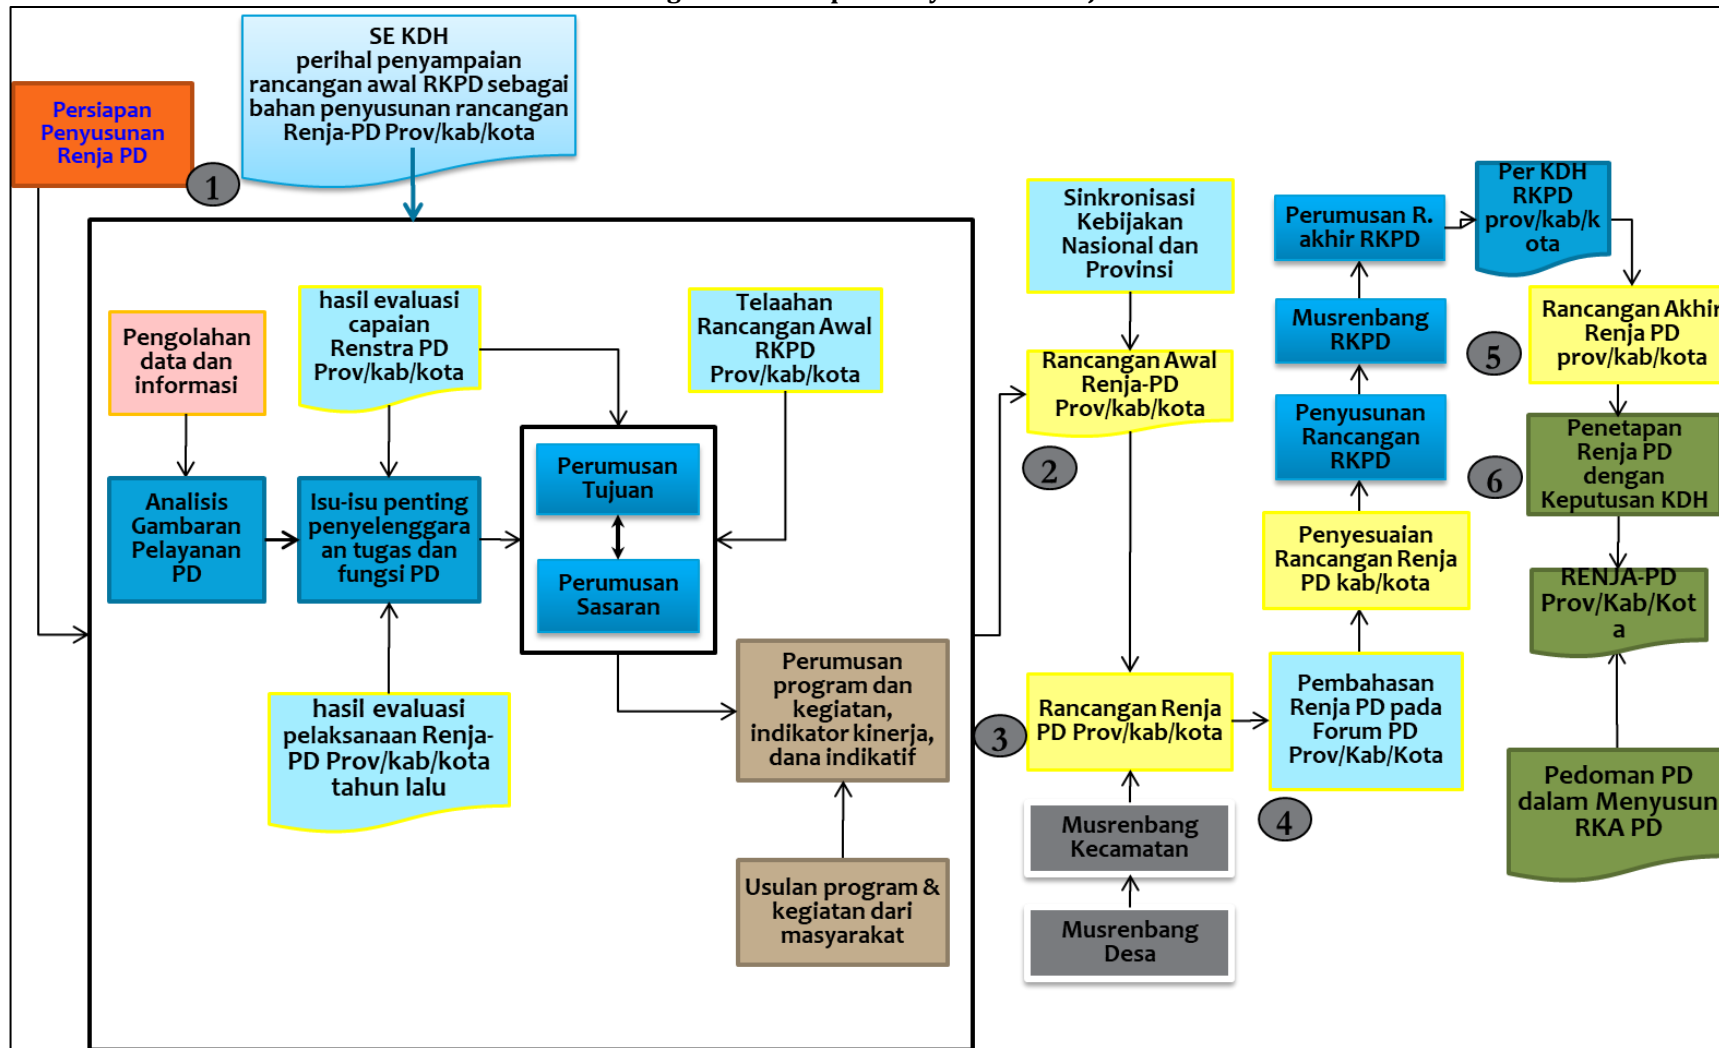 SE KDH
perihal penyampaian
rancangan awal RKPD sebagai
bahan penyusunan rancangan
Renja-PD Prov/kab/kota
Persiapan
Penyusunan
Renja PD
1
Pengolahan
data dan
informasi
hasil evaluasi
capaian
Renstra PD
Prov/kab/kota
Telaahan
Rancangan Awal
RKPD
Prov/kab/kota
Analisis
Gambaran
Pelayanan
PD
Isu-isu penting
penyelenggara
an tugas dan
fungsi PD
Perumusan
Tujuan
Perumusan
Sasaran
hasil evaluasi
pelaksanaan Renja-
PD Prov/kab/kota
tahun lalu
Perumusan
program dan
kegiatan,
indikator kinerja,
dana indikatif
Usulan program &
kegiatan dari
masyarakat
Sinkronisasi
Kebijakan
Nasional dan
Provinsi
Rancangan Awal
Renja-PD
Prov/kab/kota
2
3
Rancangan Renja
PD Prov/kab/kota
Musrenbang
Kecamatan
Musrenbang
Desa
4
Pembahasan
Renja PD pada
Forum PD
Prov/Kab/Kota
Penyesuaian
Rancangan Renja
PD kab/kota
Penyusunan
Rancangan
RKPD
Musrenbang
RKPD
Perumusan R.
akhir RKPD
Per KDH
RKPD
prov/kab/k
ota
5
Rancangan Akhir
Renja PD
prov/kab/kota
6
Penetapan
Renja PD
dengan
Keputusan KDH
RENJA-PD
Prov/Kab/Kot
a
Pedoman PD
dalam Menyusun
RKA PD